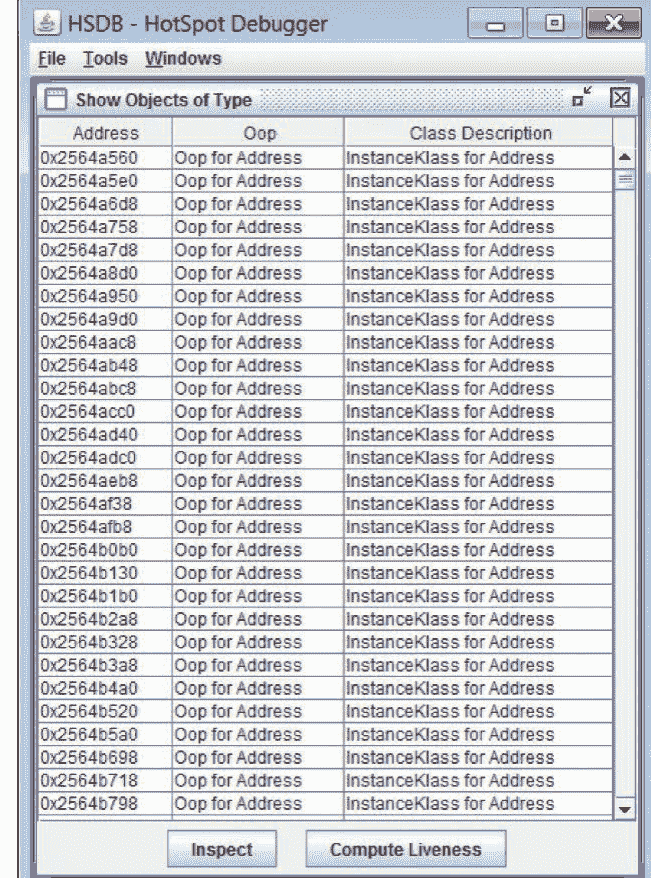 HSDB - HotSpot Debugger
File Tools Windows
Show Objects of Type
Address Oop Class Description
0x2564a560 Oop for Address InstanceKlass for Address
0x2564a5e0 Oop for Address InstanceKlass for Address
0x2564a6d8 Oop for Address InstanceKlass for Address
0x2564a758 Oop for Address InstanceKlass for Address
0x2564a7d8 Oop for Address InstanceKlass for Address
0x2564a8d0 Oop for Address InstanceKlass for Address
0x2564a950 Oop for Address InstanceKlass for Address
0x2564a9d0 Oop for Address InstanceKlass for Address
0x2564aac8 Oop for Address InstanceKlass for Address
0x2564ab48 Oop for Address InstanceKlass for Address
0x2564abc8 Oop for Address InstanceKlass for Address
0x2564acc0 Oop for Address InstanceKlass for Address
0x2564ad40 Oop for Address InstanceKlass for Address
0x2564adc0 Oop for Address InstanceKlass for Address
0x2564aeb8 Oop for Address InstanceKlass for Address
0x2564af38 Oop for Address InstanceKlass for Address
0x2564afb8 Oop for Address InstanceKlass for Address
0x2564b0b0 Oop for Address InstanceKlass for Address
0x2564b130 Oop for Address InstanceKlass for Address
0x2564b1b0 Oop for Address InstanceKlass for Address
0x2564b2a8 Oop for Address InstanceKlass for Address
0x2564b328 Oop for Address InstanceKlass for Address
0x2564b3a8 Oop for Address InstanceKlass for Address
0x2564b4a0 Oop for Address InstanceKlass for Address
0x2564b520 Oop for Address InstanceKlass for Address
0x2564b5a0 Oop for Address InstanceKlass for Address
0x2564b698 Oop for Address InstanceKlass for Address
0x2564b718 Oop for Address InstanceKlass for Address
0x2564b798 Oop for Address InstanceKlass for Address
Inspect Compute Liveness